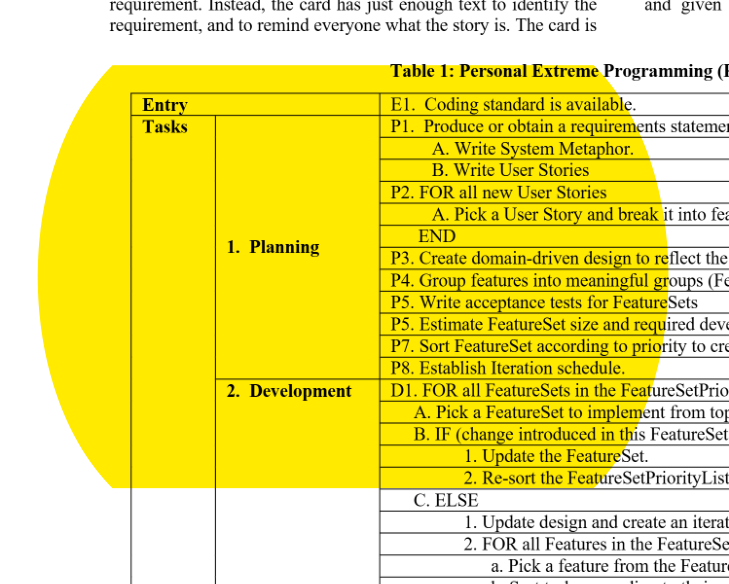 requirement. Instead, the card has just enough text to identify the
requirement, and to remind everyone what the story is. The card is
and given
Table 1: Personal Extreme Programming (P
Entry
E1. Coding standard is available.
Tasks
1. Planning
P1. Produce or obtain a requirements stateme
A. Write System Metaphor.
B. Write User Stories
P2. FOR all new User Stories
A. Pick a User Story and break it into fea
END
P3. Create domain-driven design to reflect the
P4. Group features into meaningful groups (Fe
P5. Write acceptance tests for FeatureSets
P5. Estimate FeatureSet size and required deve
P7. Sort FeatureSet according to priority to cre
P8. Establish Iteration schedule.
2. Development
D1. FOR all FeatureSets in the FeatureSetPrio
A. Pick a FeatureSet to implement from top
B. IF (change introduced in this FeatureSet
1. Update the FeatureSet.
2. Re-sort the FeatureSetPriorityList
C. ELSE
1. Update design and create an iterat
2. FOR all Features in the FeatureSe
a. Pick a feature from the Feature